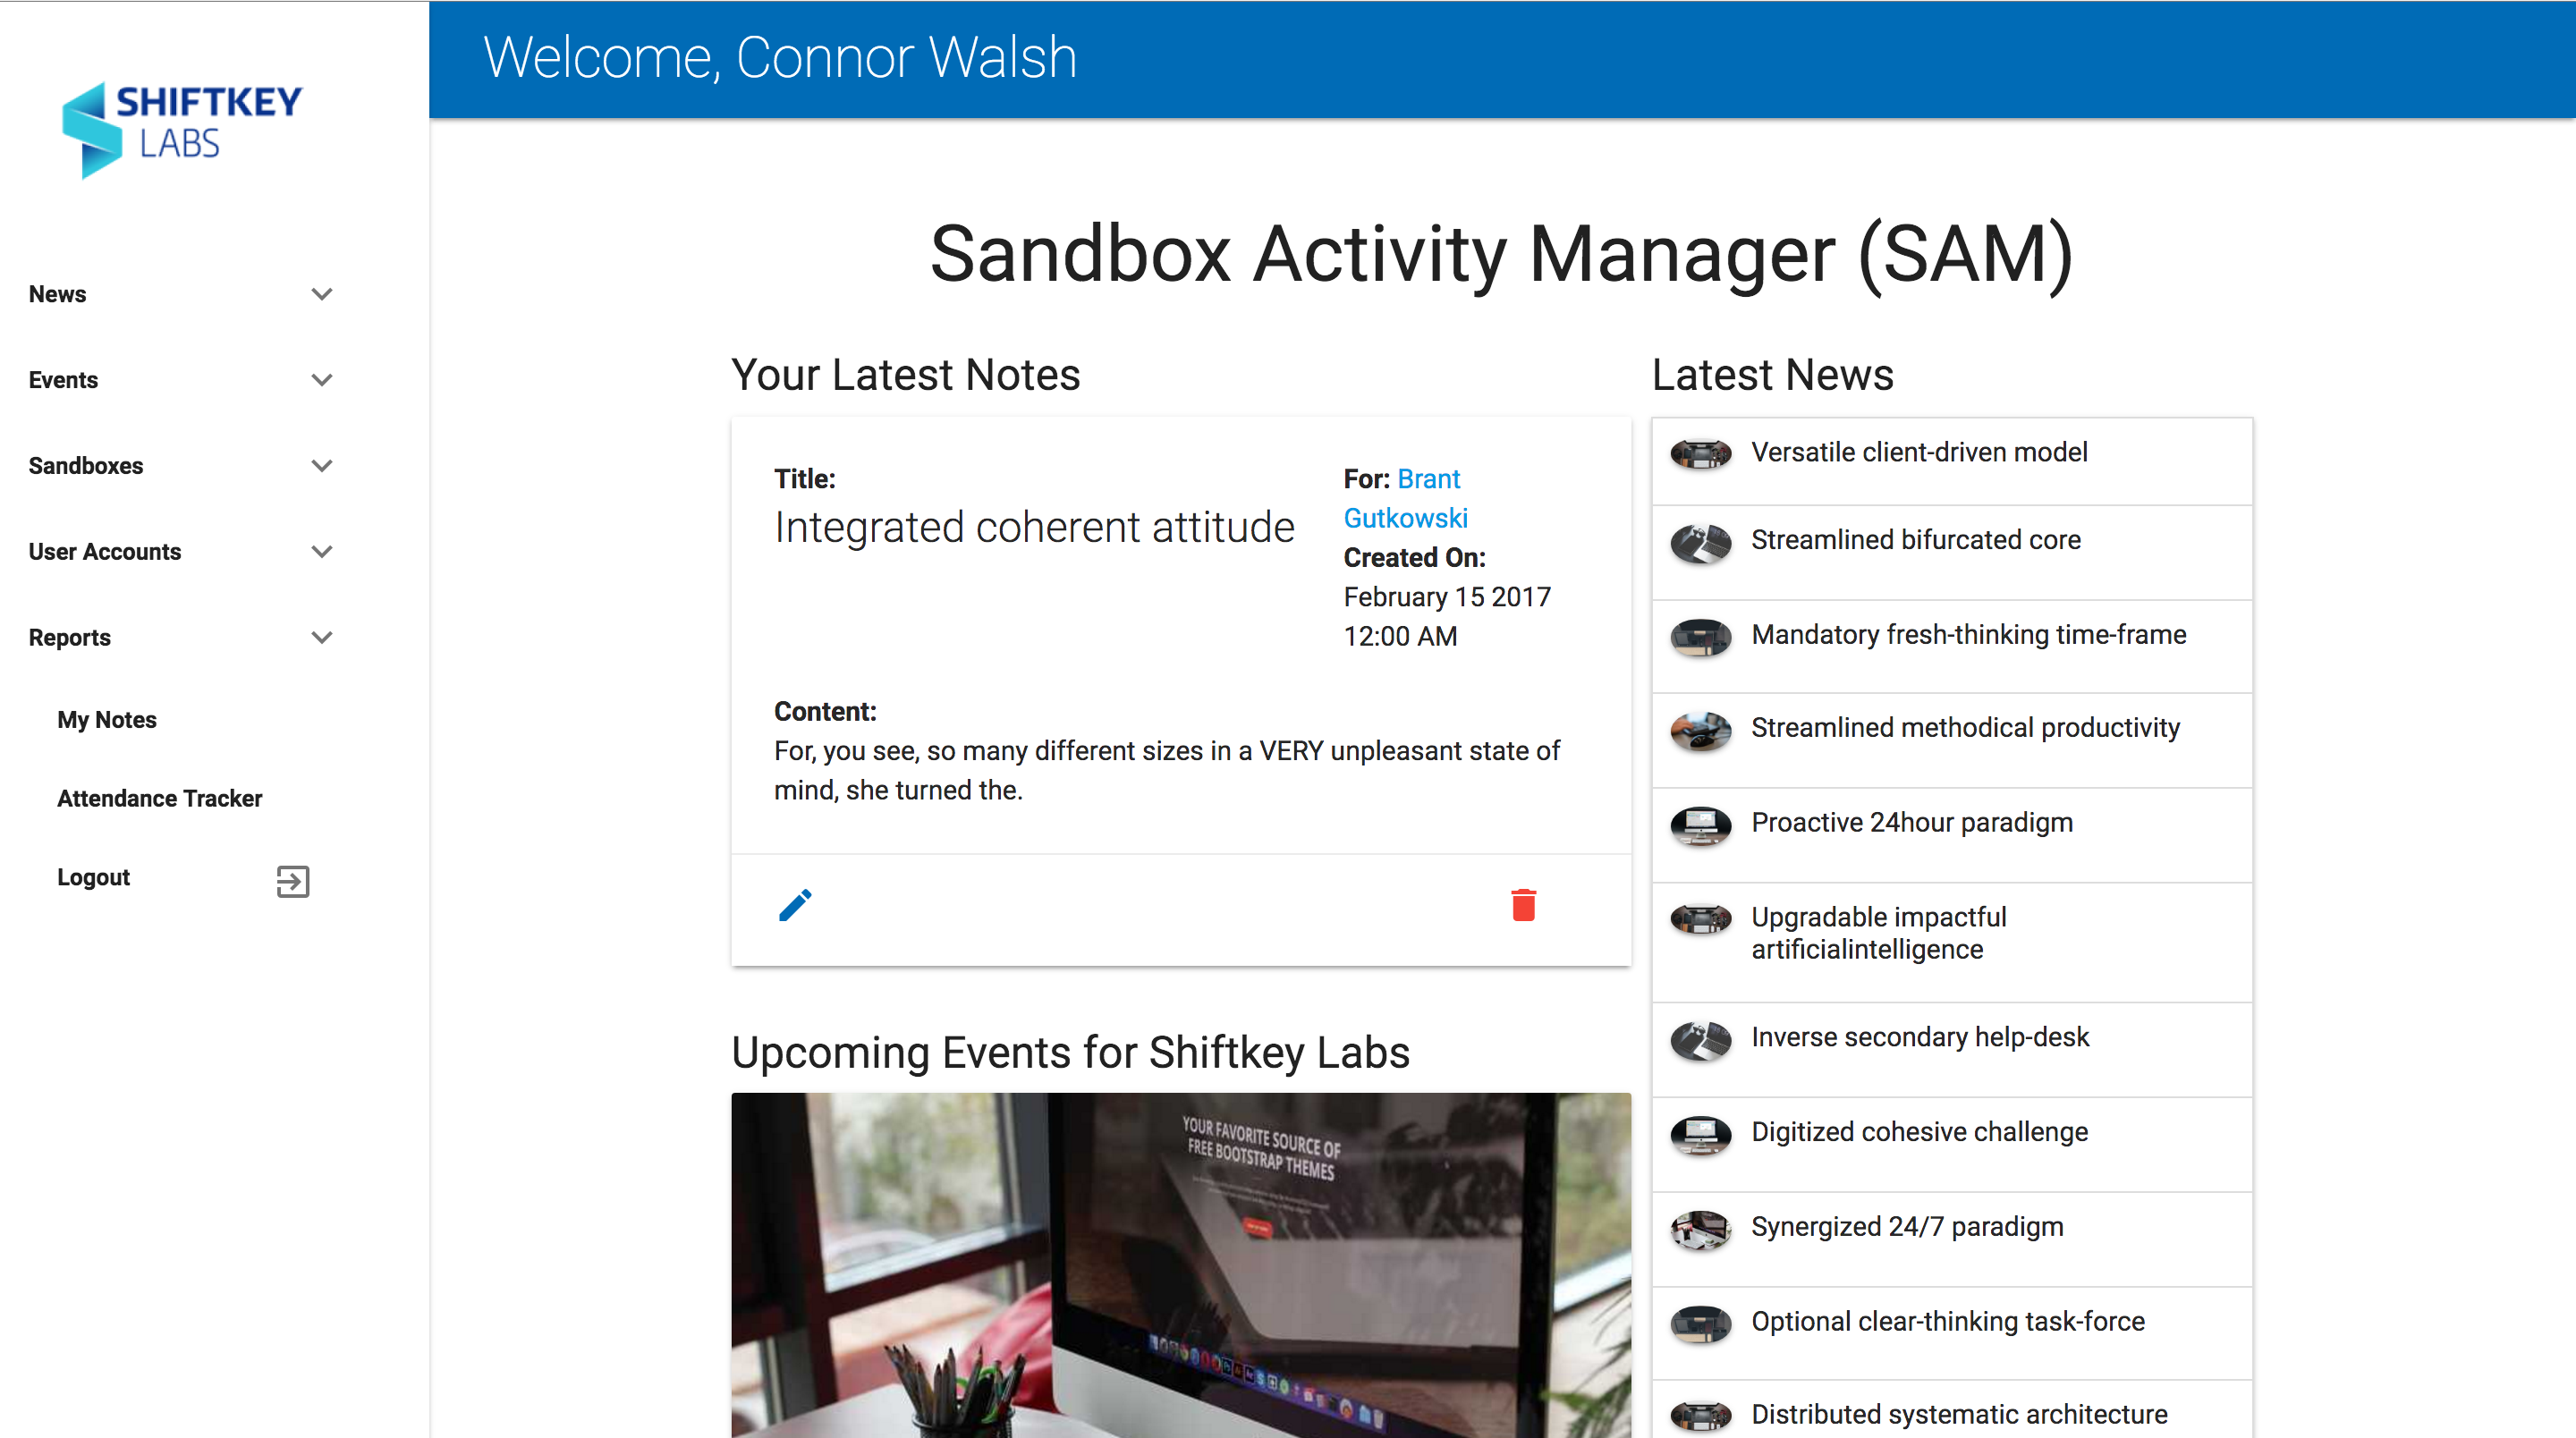 SHIFTKEY
LABS
Welcome, Connor Walsh
News
Events
Sandboxes
User Accounts
Reports
My Notes
Attendance Tracker
Logout
Sandbox Activity Manager (SAM)
Your Latest Notes
Title:
Integrated coherent attitude
For: Brant
Gutkowski
Created On:
February 15 2017
12:00 AM
Content:
For, you see, so many different sizes in a VERY unpleasant state of
mind, she turned the.
Upcoming Events for Shiftkey Labs
YOUR FAVORITE SOURCE OF
FREE BOOTSTRAP THEMES
Latest News
Versatile client-driven model
Streamlined bifurcated core
Mandatory fresh-thinking time-frame
Streamlined methodical productivity
Proactive 24hour paradigm
Upgradable impactful
artificialintelligence
Inverse secondary help-desk
Digitized cohesive challenge
Synergized 24/7 paradigm
Optional clear-thinking task-force
Distributed systematic architecture